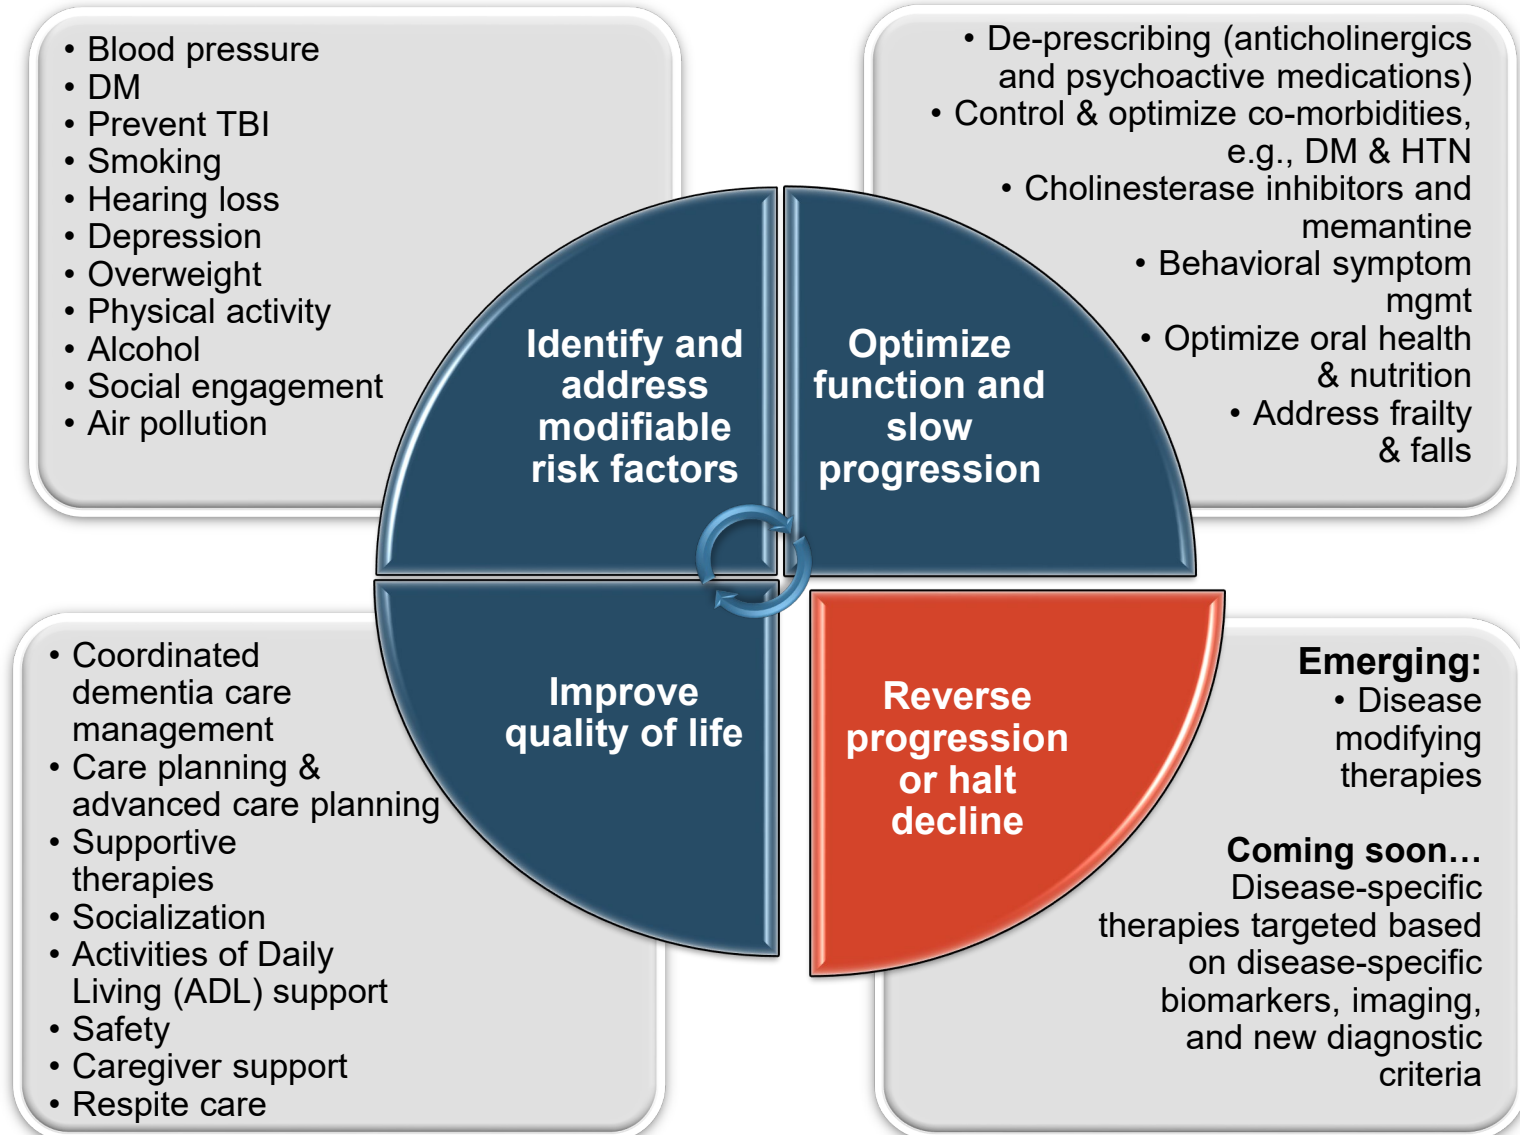 • Blood pressure
• DM
• Prevent TBI
• Smoking
• Hearing loss
• Depression
• Overweight
• Physical activity
• Alcohol
• Social engagement
• Air pollution
• De-prescribing (anticholinergics
and psychoactive medications)
• Control & optimize co-morbidities,
e.g., DM & HTN
• Cholinesterase inhibitors and
memantine
• Behavioral symptom
mgmt
• Optimize oral health
& nutrition
• Address frailty
& falls
Identify and
address
modifiable
risk factors
Optimize
function and
slow
progression
• Coordinated
dementia care
management
• Care planning &
advanced care planning
• Supportive
therapies
• Socialization
• Activities of Daily
Living (ADL) support
• Safety
• Caregiver support
• Respite care
Improve
quality of life
Reverse
progression
or halt
decline
Emerging:
• Disease
modifying
therapies
Coming soon…
Disease-specific
therapies targeted based
on disease-specific
biomarkers, imaging,
and new diagnostic
criteria